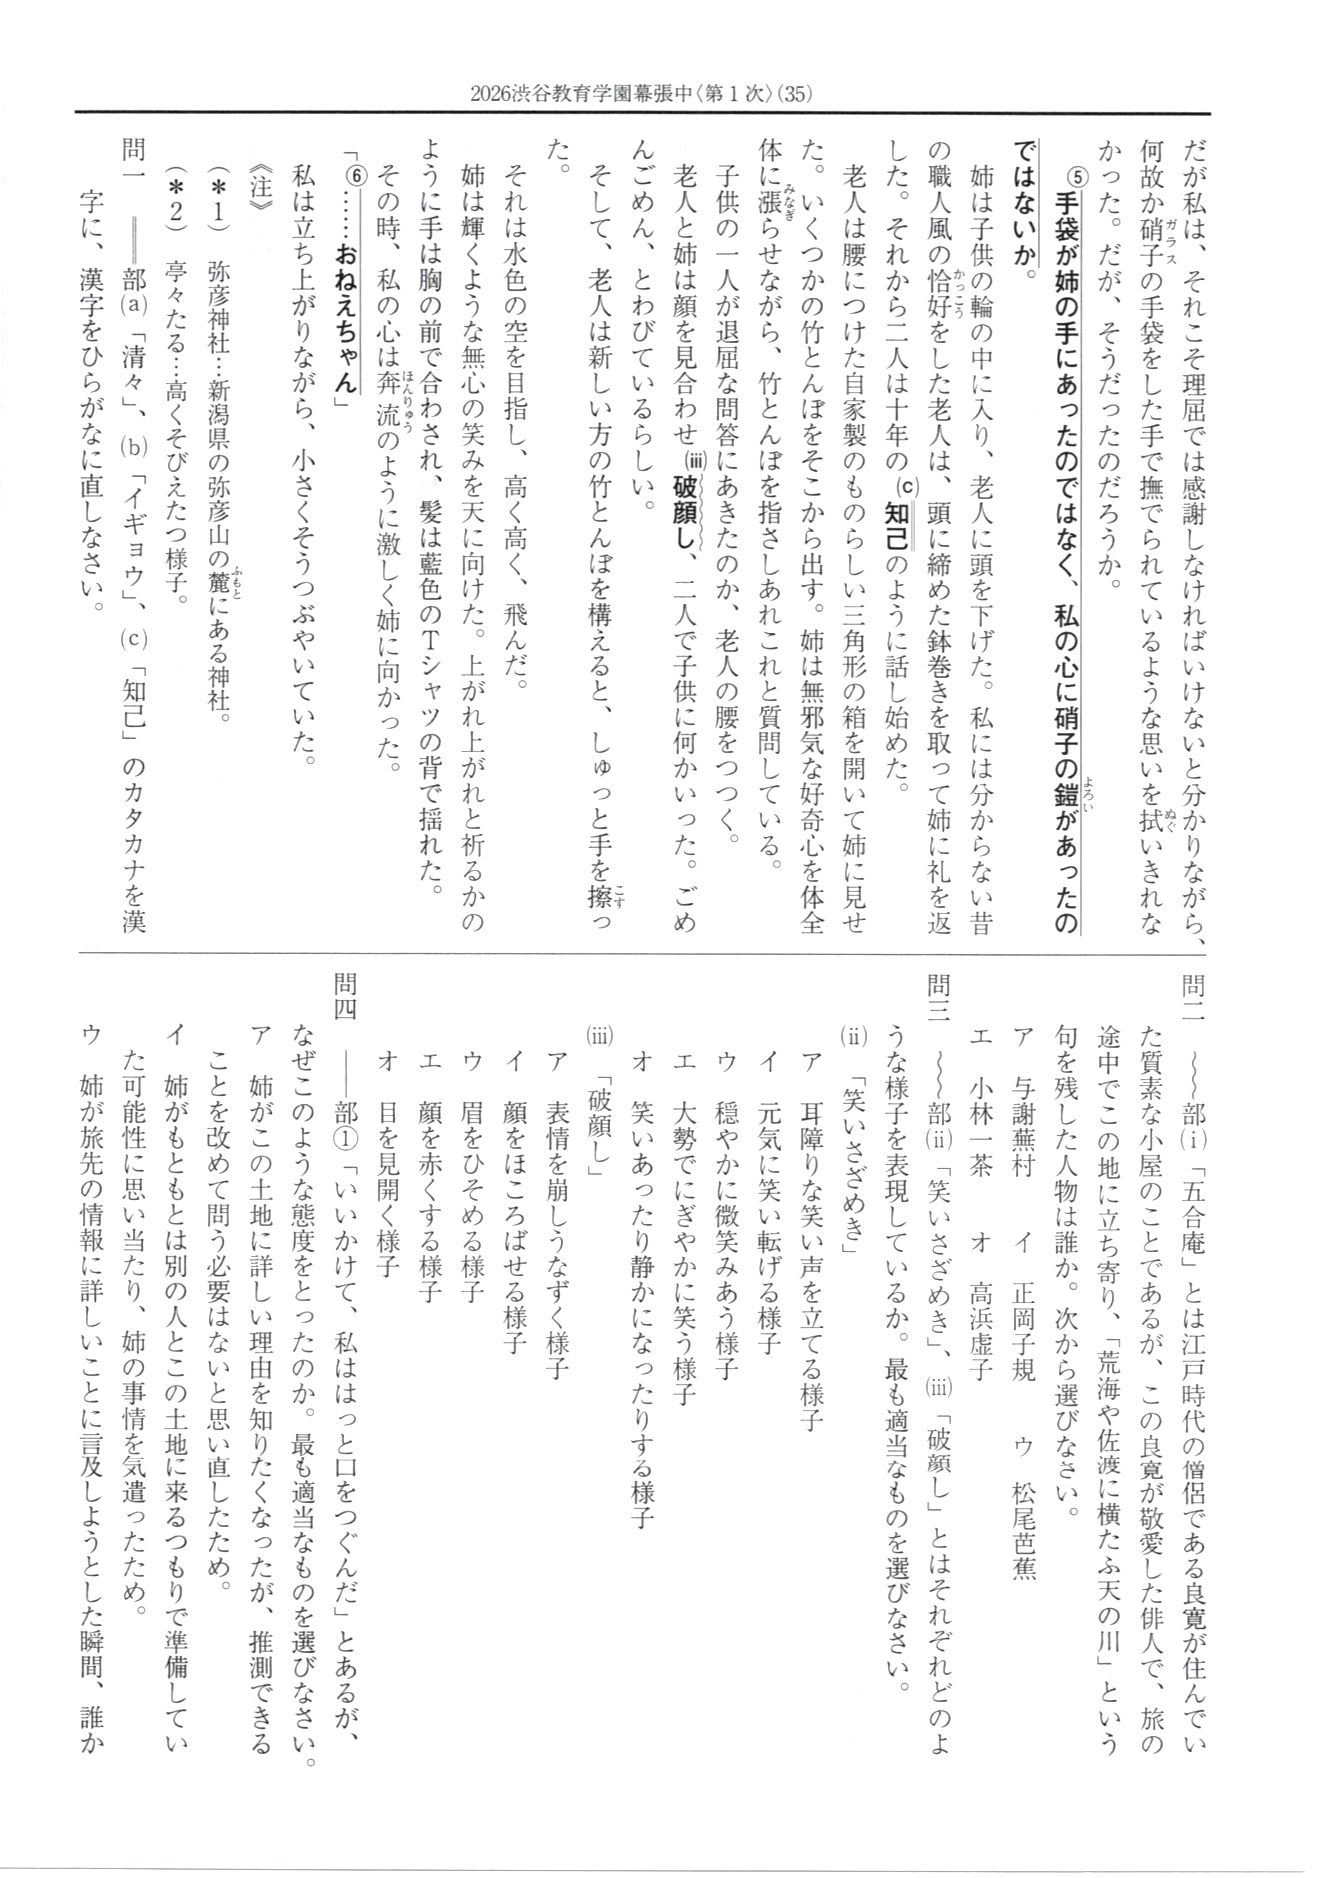 2026渋谷教育学園幕張中〈第1次〉(35)
だが私は、それこそ理屈では感謝しなければいけないと分かりながら、
何故か硝子の手袋をした手で撫でられているような思いを拭いきれな
かった。だが、そうだったのだろうか。
⑤手袋が姉の手にあったのではなく、私の心に硝子の鎧があったの
ではないか。
姉は子供の輪の中に入り、老人に頭を下げた。私には分からない昔
の職人風の恰好をした老人は、頭に締めた鉢巻きを取って姉に礼を返
した。それから二人は十年の(c)知己のように話し始めた。
老人は腰につけた自家製のものらしい三角形の箱を開いて姉に見せ
た。いくつかの竹とんぼをそこから出す。姉は無邪気な好奇心を体全
体に漲らせながら、竹とんぼを指さしあれこれと質問している。
子供の一人が退屈な問答にあきたのか、老人の腰をつつく。
老人と姉は顔を見合わせ(ⅲ)破顔し、二人で子供に何かいった。ごめ
んごめん、とわびているらしい。
そして、老人は新しい方の竹とんぼを構えると、しゅっと手を擦っ
た。
それは水色の空を目指し、高く高く、飛んだ。
姉は輝くような無心の笑みを天に向けた。上がれ上がれと祈るかの
ように手は胸の前で合わされ、髪は藍色のTシャツの背で揺れた。
その時、私の心は奔流のように激しく姉に向かった。
「⑥……おねえちゃん」
私は立ち上がりながら、小さくそうつぶやいていた。
《注》
(＊1) 弥彦神社…新潟県の弥彦山の麓にある神社。
(＊2) 亭々たる…高くそびえたつ様子。
問一 ══部(a)「清々」、(b)「イギョウ」、(c)「知己」のカタカナを漢
字に、漢字をひらがなに直しなさい。
問二 〜〜部(ⅰ)「五合庵」とは江戸時代の僧侶である良寛が住んでい
た質素な小屋のことであるが、この良寛が敬愛した俳人で、旅の
途中でこの地に立ち寄り、「荒海や佐渡に横たふ天の川」という
句を残した人物は誰か。次から選びなさい。
ア 与謝蕪村 イ 正岡子規 ウ 松尾芭蕉
エ 小林一茶 オ 高浜虚子
問三 〜〜部(ⅱ)「笑いさざめき」、(ⅲ)「破顔し」とはそれぞれどのよ
うな様子を表現しているか。最も適当なものを選びなさい。
(ⅱ) 「笑いさざめき」
ア 耳障りな笑い声を立てる様子
イ 元気に笑い転げる様子
ウ 穏やかに微笑みあう様子
エ 大勢でにぎやかに笑う様子
オ 笑いあったり静かになったりする様子
(ⅲ) 「破顔し」
ア 表情を崩しうなずく様子
イ 顔をほころばせる様子
ウ 眉をひそめる様子
エ 顔を赤くする様子
オ 目を見開く様子
問四 ──部①「いいかけて、私ははっと口をつぐんだ」とあるが、
なぜこのような態度をとったのか。最も適当なものを選びなさい。
ア 姉がこの土地に詳しい理由を知りたくなったが、推測できる
ことを改めて問う必要はないと思い直したため。
イ 姉がもともとは別の人とこの土地に来るつもりで準備してい
た可能性に思い当たり、姉の事情を気遣ったため。
ウ 姉が旅先の情報に詳しいことに言及しようとした瞬間、誰か